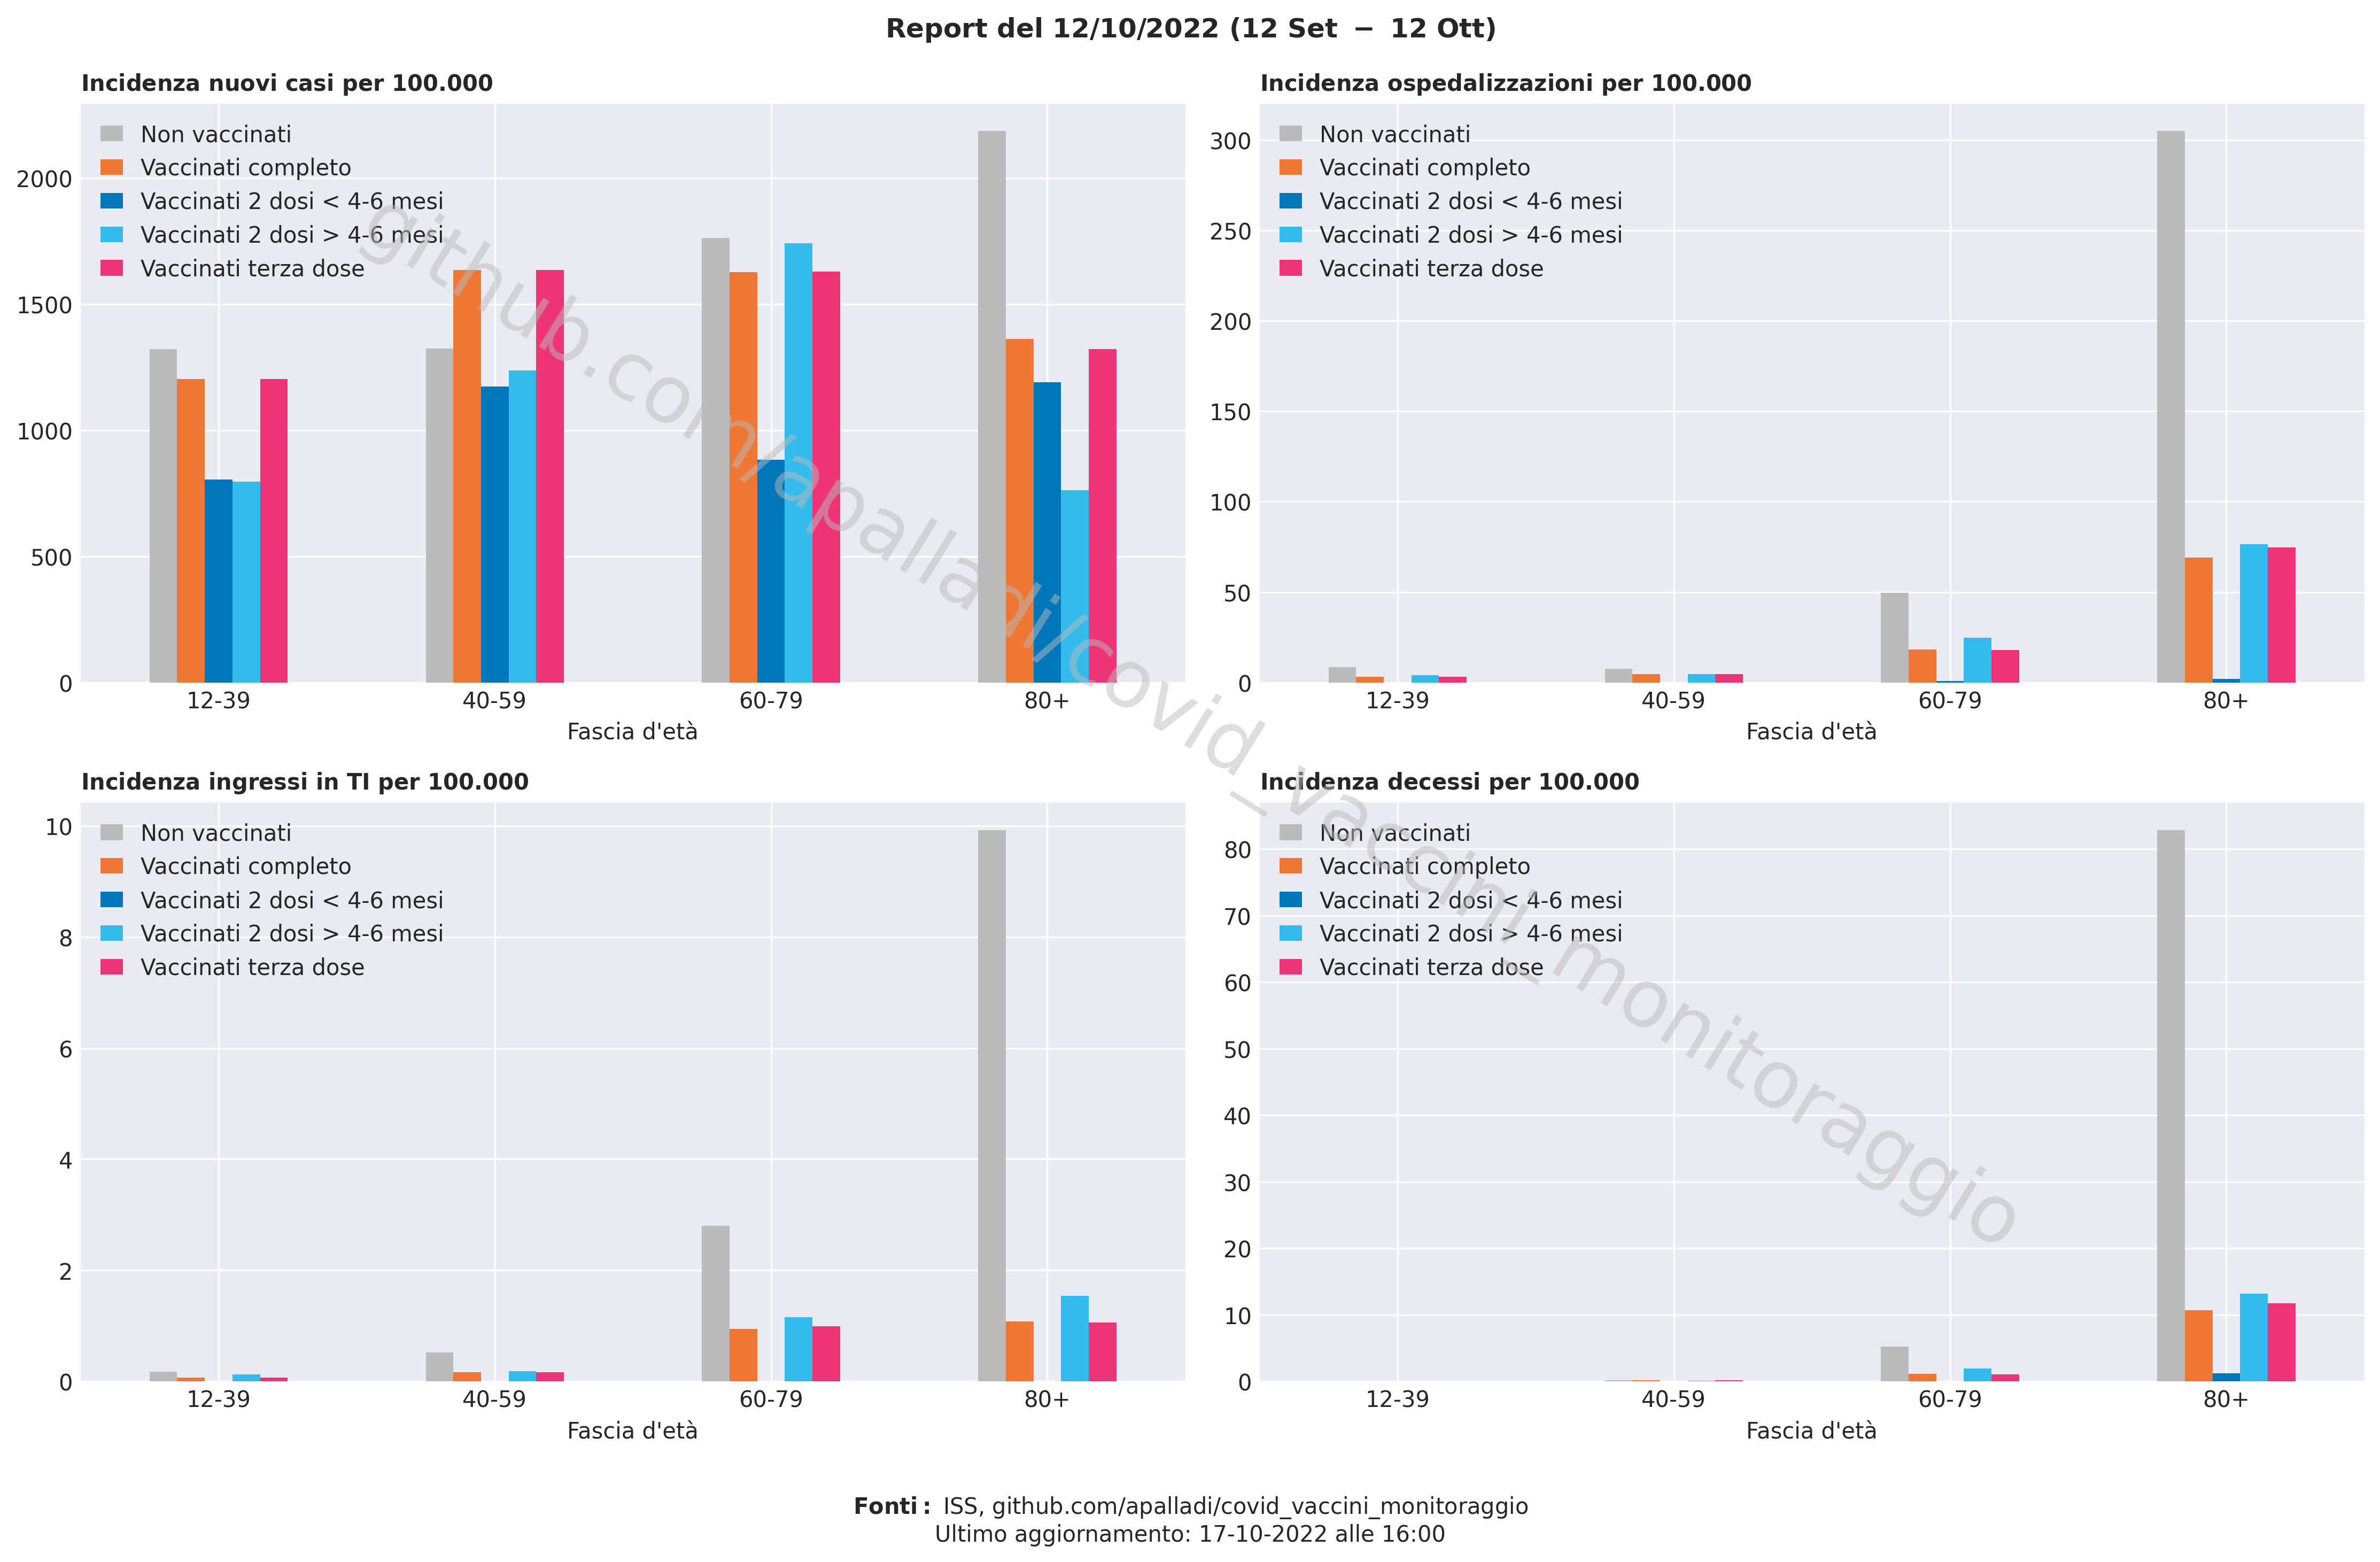 Report del 12/10/2022 (12 Set − 12 Ott)
Incidenza nuovi casi per 100.000
Non vaccinati
Vaccinati completo
Vaccinati 2 dosi < 4-6 mesi
Vaccinati 2 dosi > 4-6 mesi
Vaccinati terza dose
2000
1500
1000
500
0
12-39 40-59 60-79 80+
Fascia d'età
Incidenza ospedalizzazioni per 100.000
Non vaccinati
Vaccinati completo
Vaccinati 2 dosi < 4-6 mesi
Vaccinati 2 dosi > 4-6 mesi
Vaccinati terza dose
300
250
200
150
100
50
0
12-39 40-59 60-79 80+
Fascia d'età
Incidenza ingressi in TI per 100.000
Non vaccinati
Vaccinati completo
Vaccinati 2 dosi < 4-6 mesi
Vaccinati 2 dosi > 4-6 mesi
Vaccinati terza dose
10
8
6
4
2
0
12-39 40-59 60-79 80+
Fascia d'età
Incidenza decessi per 100.000
Non vaccinati
Vaccinati completo
Vaccinati 2 dosi < 4-6 mesi
Vaccinati 2 dosi > 4-6 mesi
Vaccinati terza dose
80
70
60
50
40
30
20
10
0
12-39 40-59 60-79 80+
Fascia d'età
github.com/apalladi/covid_vaccini_monitoraggio
Fonti: ISS, github.com/apalladi/covid_vaccini_monitoraggio
Ultimo aggiornamento: 17-10-2022 alle 16:00